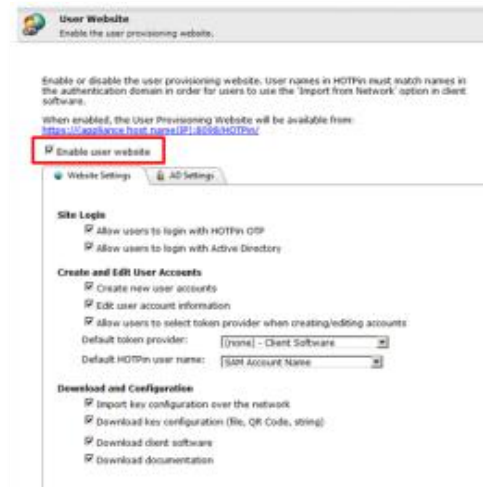 User Website
Enable the user provisioning website.
Enable or disable the user provisioning website. User names in HOTPin must match names in
the authentication domain in order for users to use the 'Import from Network' option in client
software.
When enabled, the User Provisioning Website will be available from:
https://[appliance host name|IP]:8098/HOTPin/
Enable user website
Website Settings
AD Settings
Site Login
Allow users to login with HOTPin OTP
Allow users to login with Active Directory
Create and Edit User Accounts
Create new user accounts
Edit user account information
Allow users to select token provider when creating/editing accounts
Default token provider: (none) - Client Software
Default HOTPin user name: SAM Account Name
Download and Configuration
Import key configuration over the network
Download key configuration (file, QR Code, string)
Download client software
Download documentation